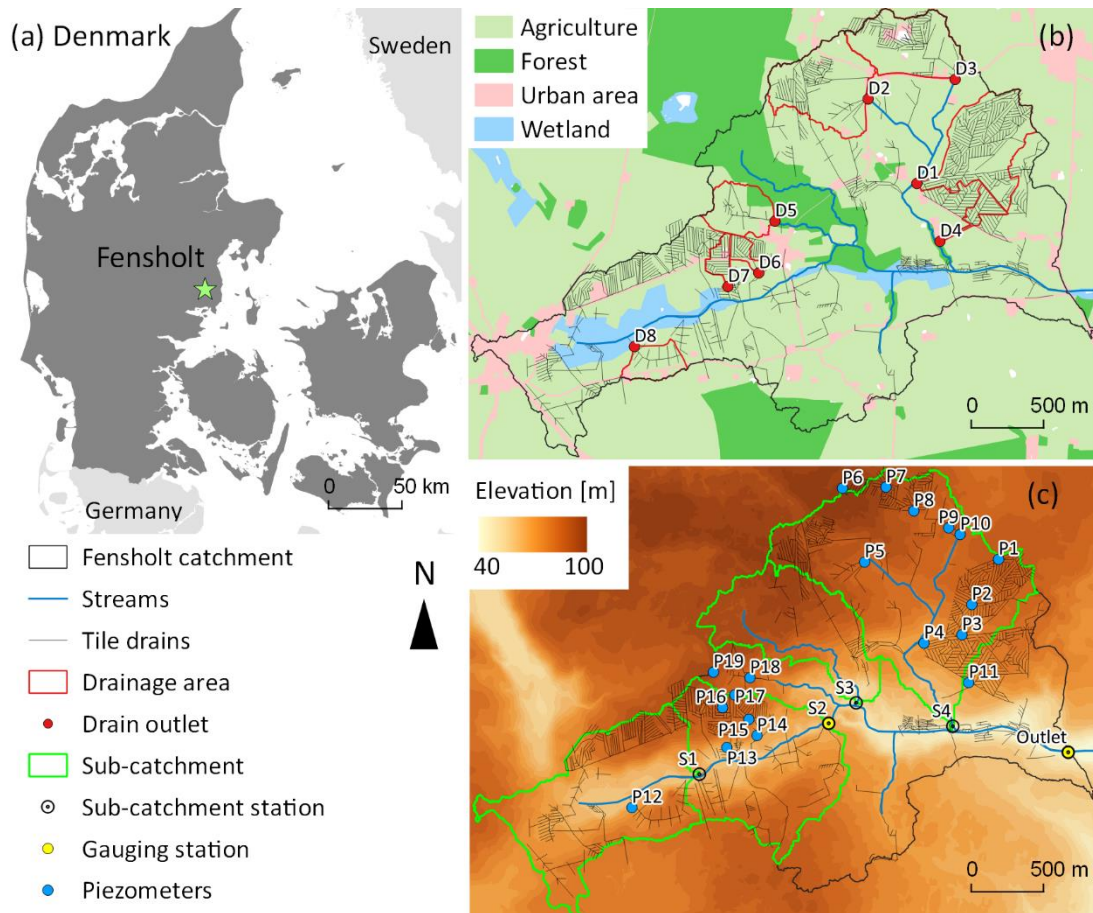 (a) Denmark
Sweden
Fensholt
0 50 km
Germany
Fensholt catchment
Streams
Tile drains
Drainage area
Drain outlet
Sub-catchment
Sub-catchment station
Gauging station
Piezometers
N
Agriculture
Forest
Urban area
Wetland
(b)
D3
D2
D1
D5
D4
D6
D7
D8
0 500 m
Elevation [m]
40 100
(c)
P6
P7
P8
P9
P10
P5
P1
P2
P3
P4
P19
P18
P11
P17
P16
S3
S2
S4
P14
P15
Outlet
P13
S1
P12
0 500 m